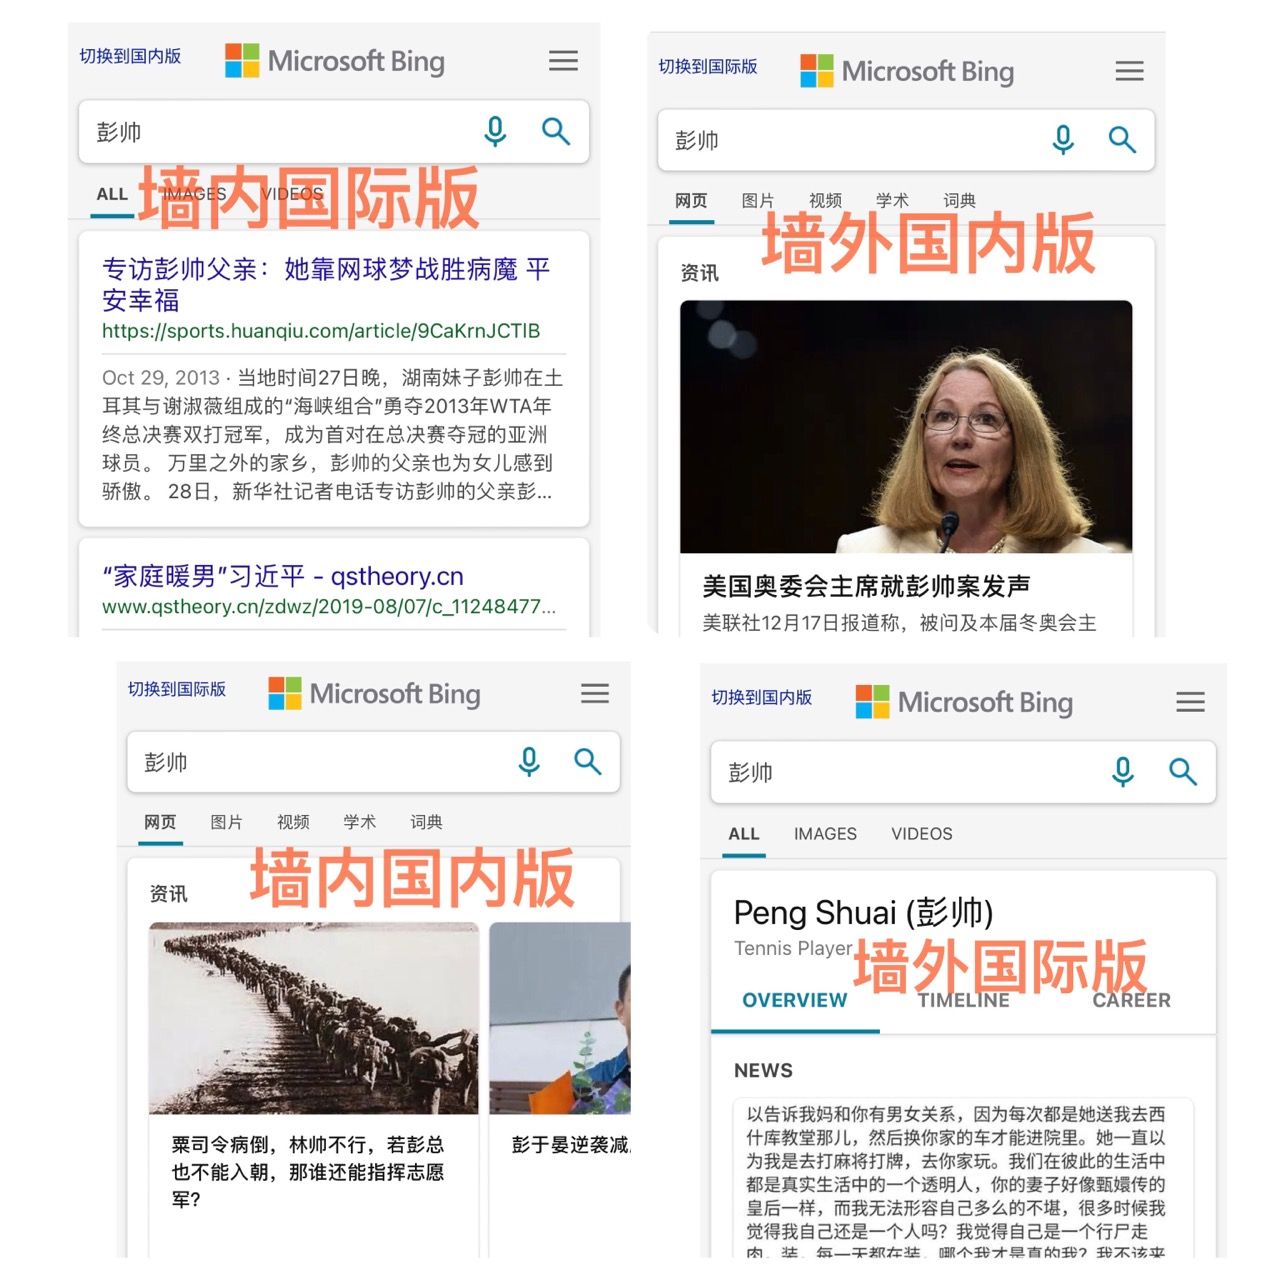 切换到国内版
Microsoft Bing
彭帅
ALL IMAGES VIDEOS
墙内国际版
专访彭帅父亲：她靠网球梦战胜病魔 平
安幸福
https://sports.huanqiu.com/article/9CaKrnJCTIB
Oct 29, 2013 · 当地时间27日晚，湖南妹子彭帅在土
耳其与谢淑薇组成的“海峡组合”勇夺2013年WTA年
终总决赛双打冠军，成为首对在总决赛夺冠的亚洲
球员。 万里之外的家乡，彭帅的父亲也为女儿感到
骄傲。 28日，新华社记者电话专访彭帅的父亲彭...
“家庭暖男”习近平 - qstheory.cn
www.qstheory.cn/zdwz/2019-08/07/c_11248477...
切换到国际版
Microsoft Bing
彭帅
网页 图片 视频 学术 词典
墙外国内版
资讯
美国奥委会主席就彭帅案发声
美联社12月17日报道称，被问及本届冬奥会主
切换到国际版
Microsoft Bing
彭帅
网页 图片 视频 学术 词典
墙内国内版
资讯
粟司令病倒，林帅不行，若彭总
也不能入朝，那谁还能指挥志愿
军?
彭于晏逆袭减
切换到国内版
Microsoft Bing
彭帅
ALL IMAGES VIDEOS
Peng Shuai (彭帅)
Tennis Player
墙外国际版
OVERVIEW TIMELINE CAREER
NEWS
以告诉我妈和你有男女关系，因为每次都是她送我去西
什库教堂那儿，然后换你家的车才能进院里。她一直以
为我是去打麻将打牌，去你家玩。我们在彼此的生活中
都是真实生活中的一个透明人，你的妻子好像甄嬛传的
皇后一样，而我无法形容自己多么的不堪，很多时候我
觉得我自己还是一个人吗？我觉得自己是一个行尸走
肉，装，每一天都在装，哪个我才是真的我？我不该来